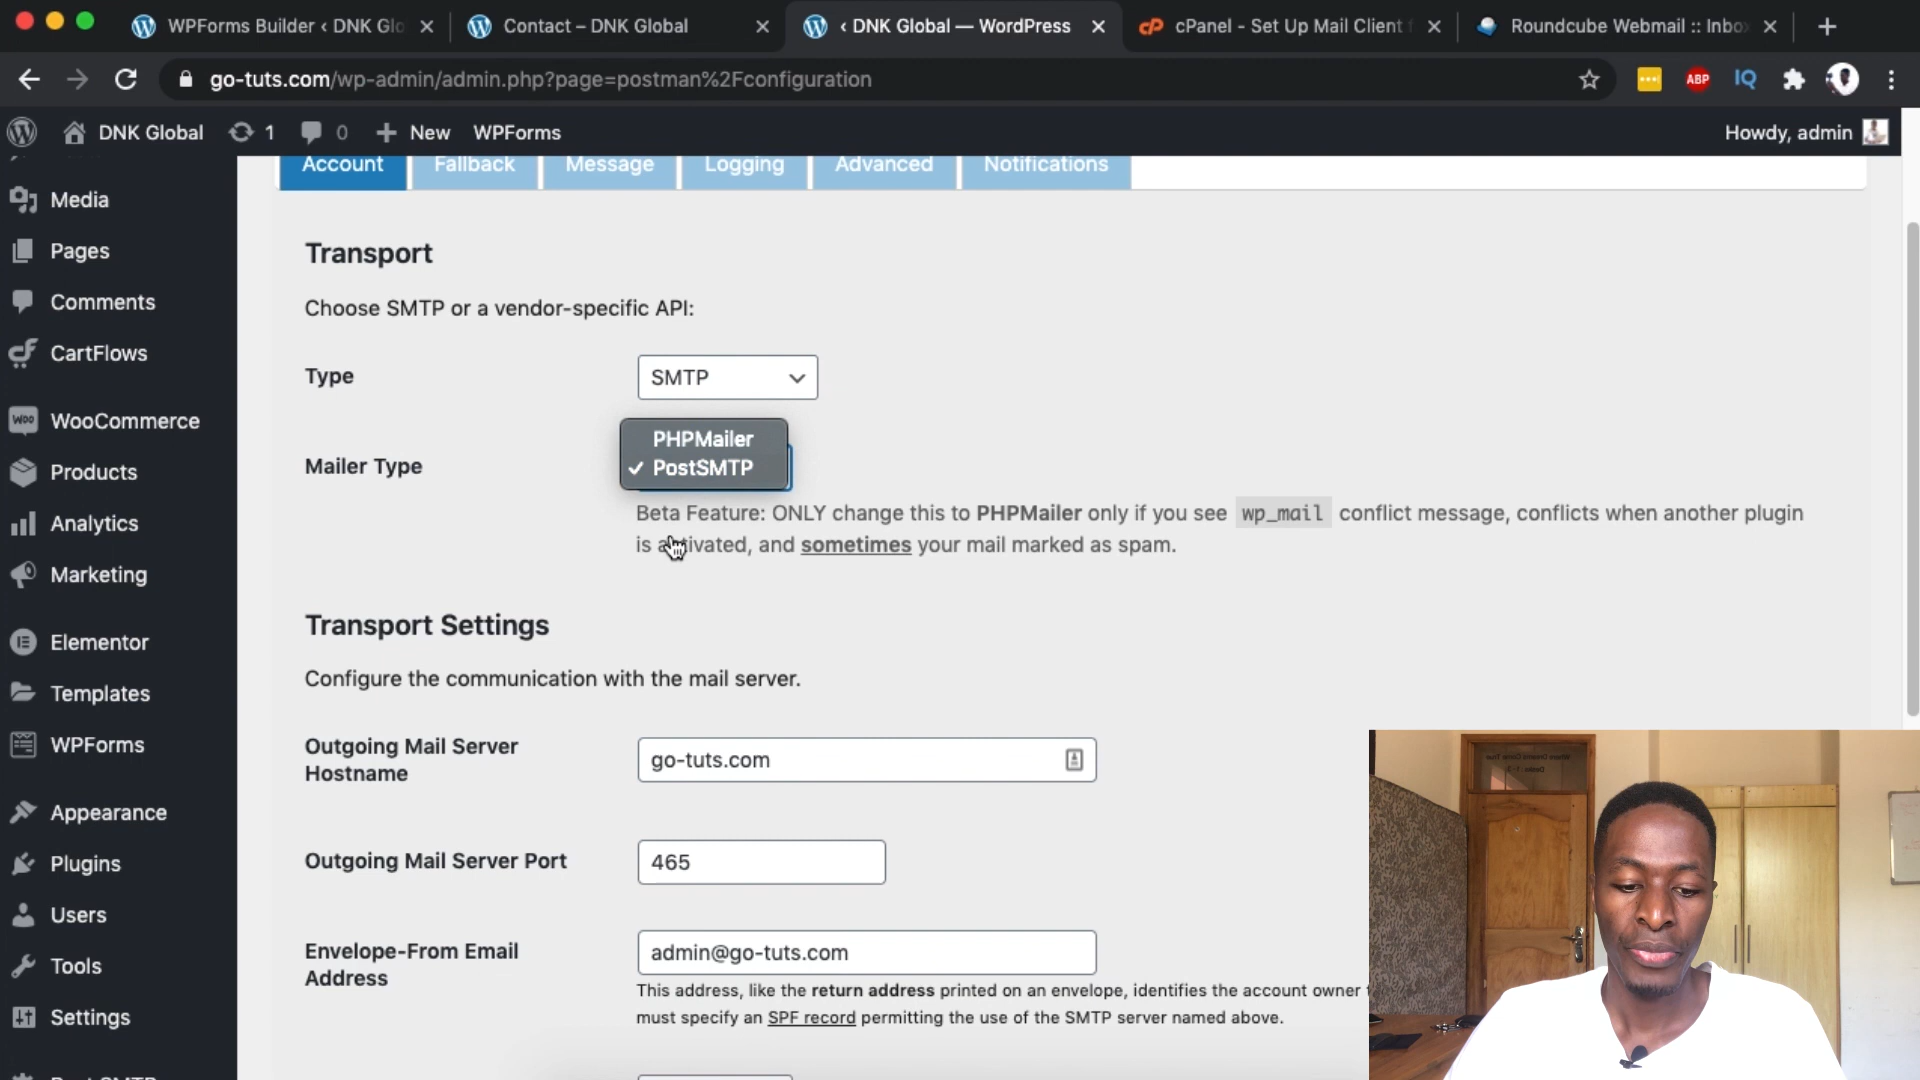 WPForms Builder ‹ DNK Glo
Contact – DNK Global
‹ DNK Global — WordPress
cPanel - Set Up Mail Client f
Roundcube Webmail :: Inbo
go-tuts.com/wp-admin/admin.php?page=postman%2Fconfiguration
ABP
IQ
DNK Global
1
0
New
WPForms
Howdy, admin
Account
Fallback
Message
Logging
Advanced
Notifications
Media
Pages
Comments
CartFlows
WooCommerce
Products
Analytics
Marketing
Elementor
Templates
WPForms
Appearance
Plugins
Users
Tools
Settings
Transport
Choose SMTP or a vendor-specific API:
Type
SMTP
Mailer Type
PHPMailer
✓ PostSMTP
Beta Feature: ONLY change this to PHPMailer only if you see wp_mail conflict message, conflicts when another plugin
is activated, and sometimes your mail marked as spam.
Transport Settings
Configure the communication with the mail server.
Outgoing Mail Server
Hostname
go-tuts.com
Outgoing Mail Server Port
465
Envelope-From Email
Address
admin@go-tuts.com
This address, like the return address printed on an envelope, identifies the account owner
must specify an SPF record permitting the use of the SMTP server named above.